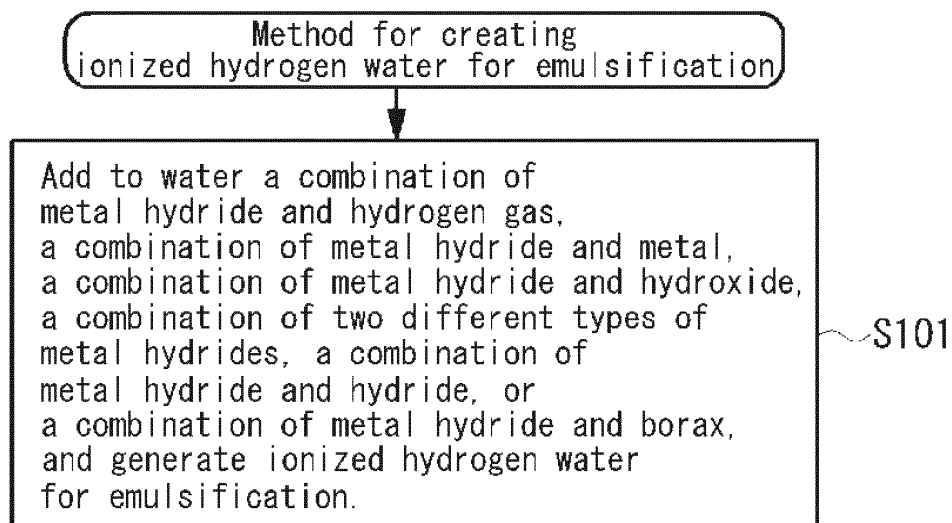 Method for creating
ionized hydrogen water for emulsification
Add to water a combination of
metal hydride and hydrogen gas,
a combination of metal hydride and metal,
a combination of metal hydride and hydroxide,
a combination of two different types of
metal hydrides, a combination of
metal hydride and hydride, or
a combination of metal hydride and borax,
and generate ionized hydrogen water
for emulsification.
S101